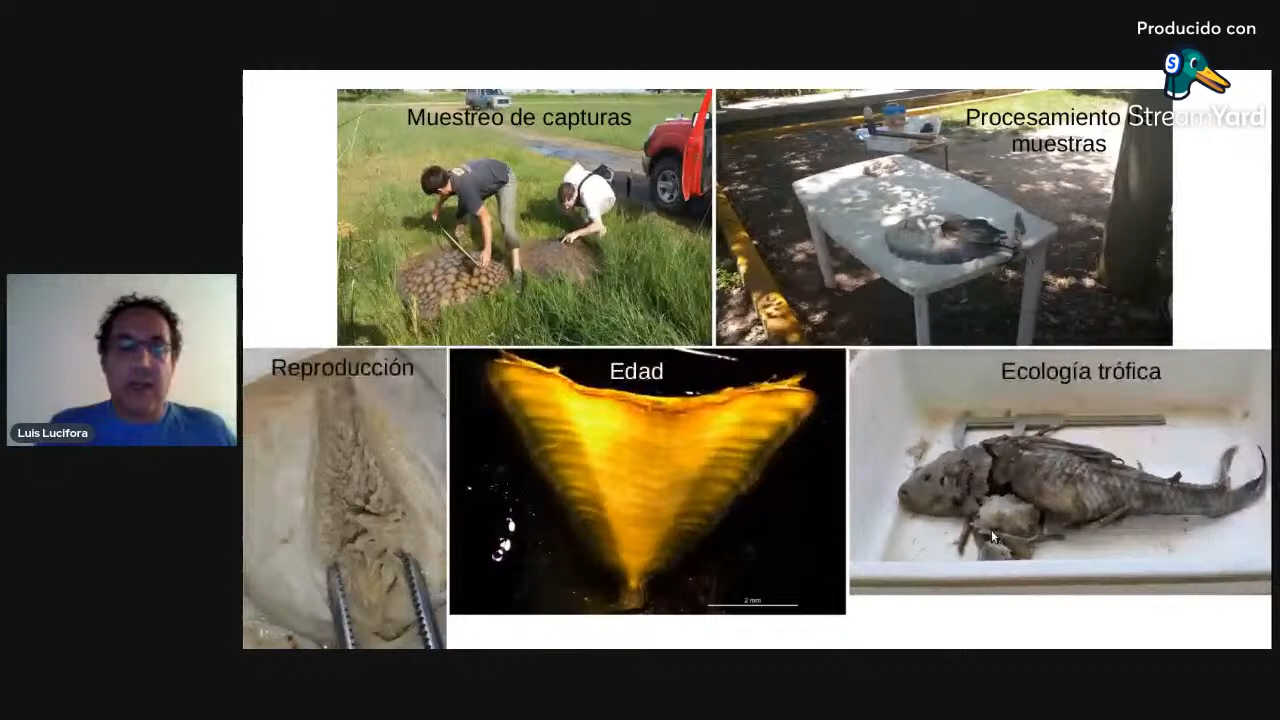 Producido con
StreamYard
Muestreo de capturas
Procesamiento
muestras
Reproducción
Edad
Ecología trófica
Luis Lucifora
2 mm